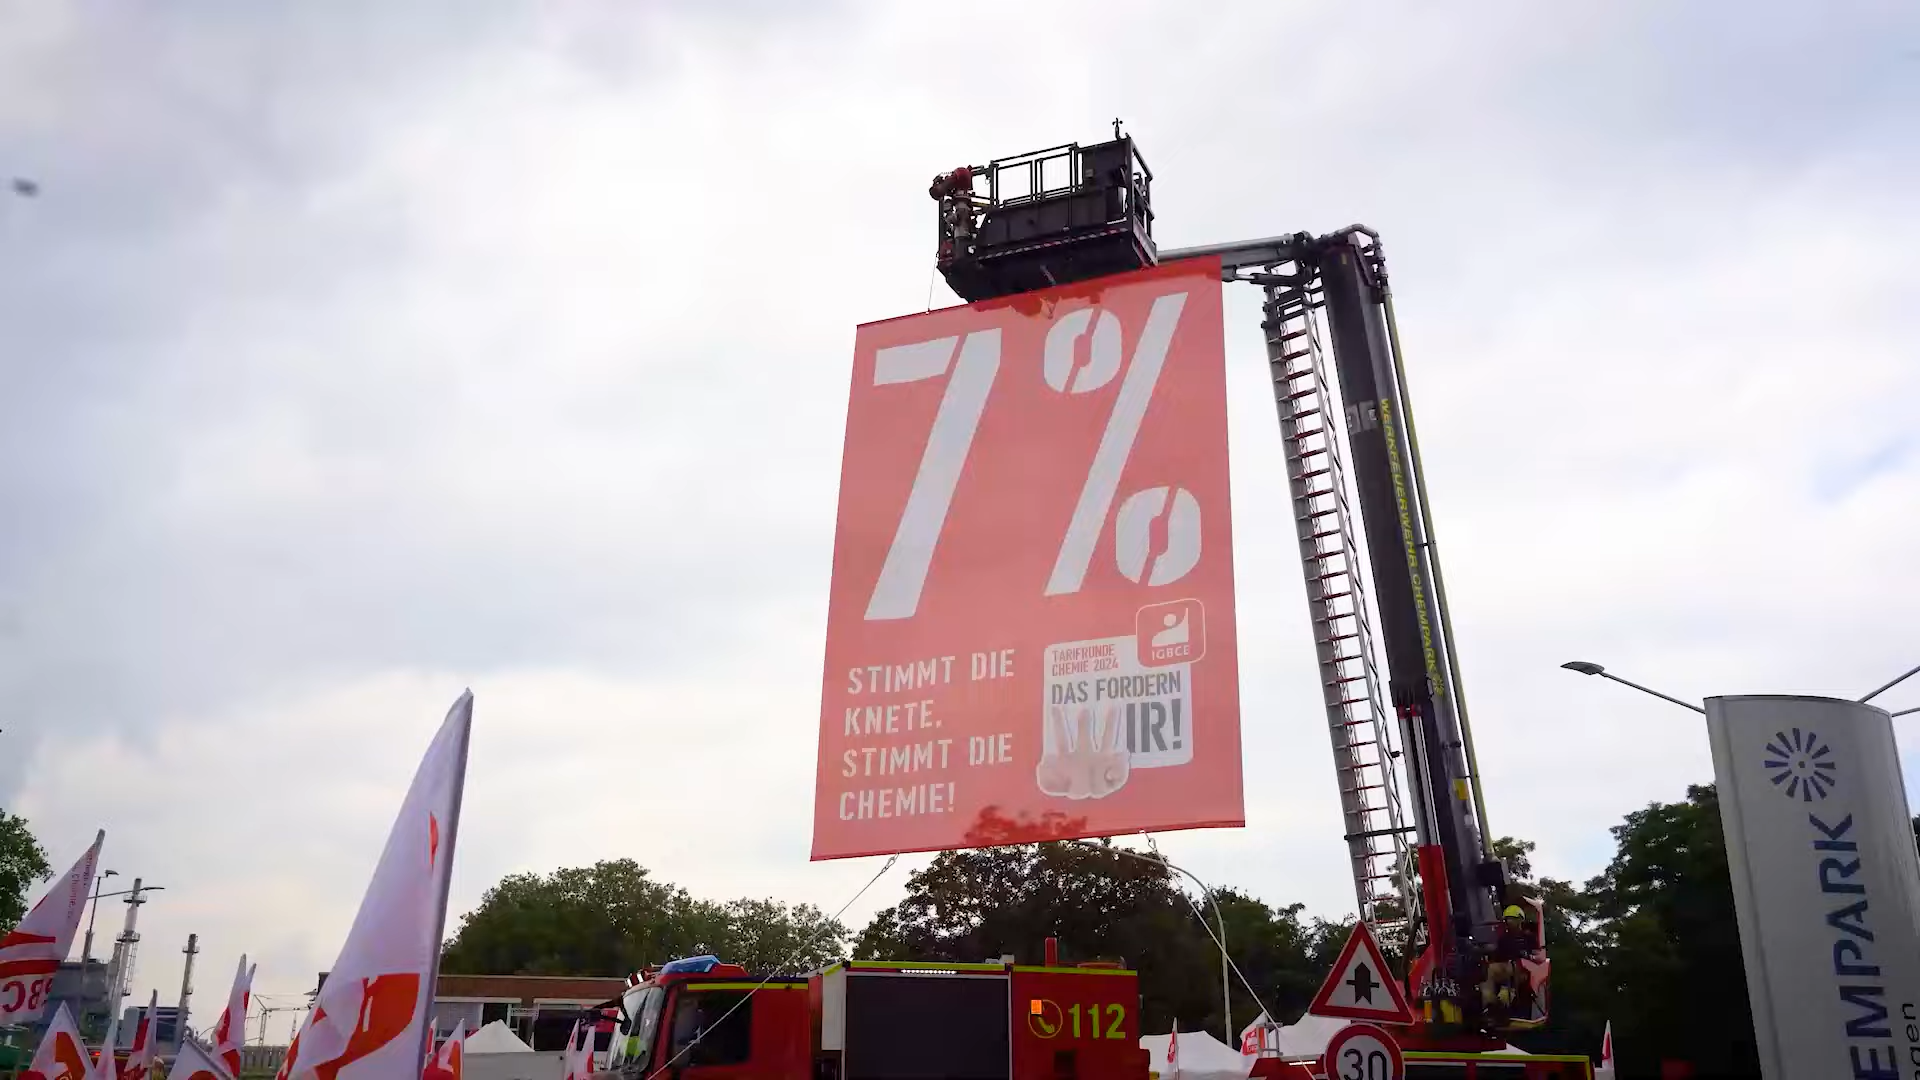 7%
STIMMT DIE
KNETE,
STIMMT DIE
CHEMIE!
TARIFRUNDE
CHEMIE 2024
IGBCE
DAS FORDERN
WIR!
WERKFEUERWEHR CHEMPARK
112
30
EMPARK
gen